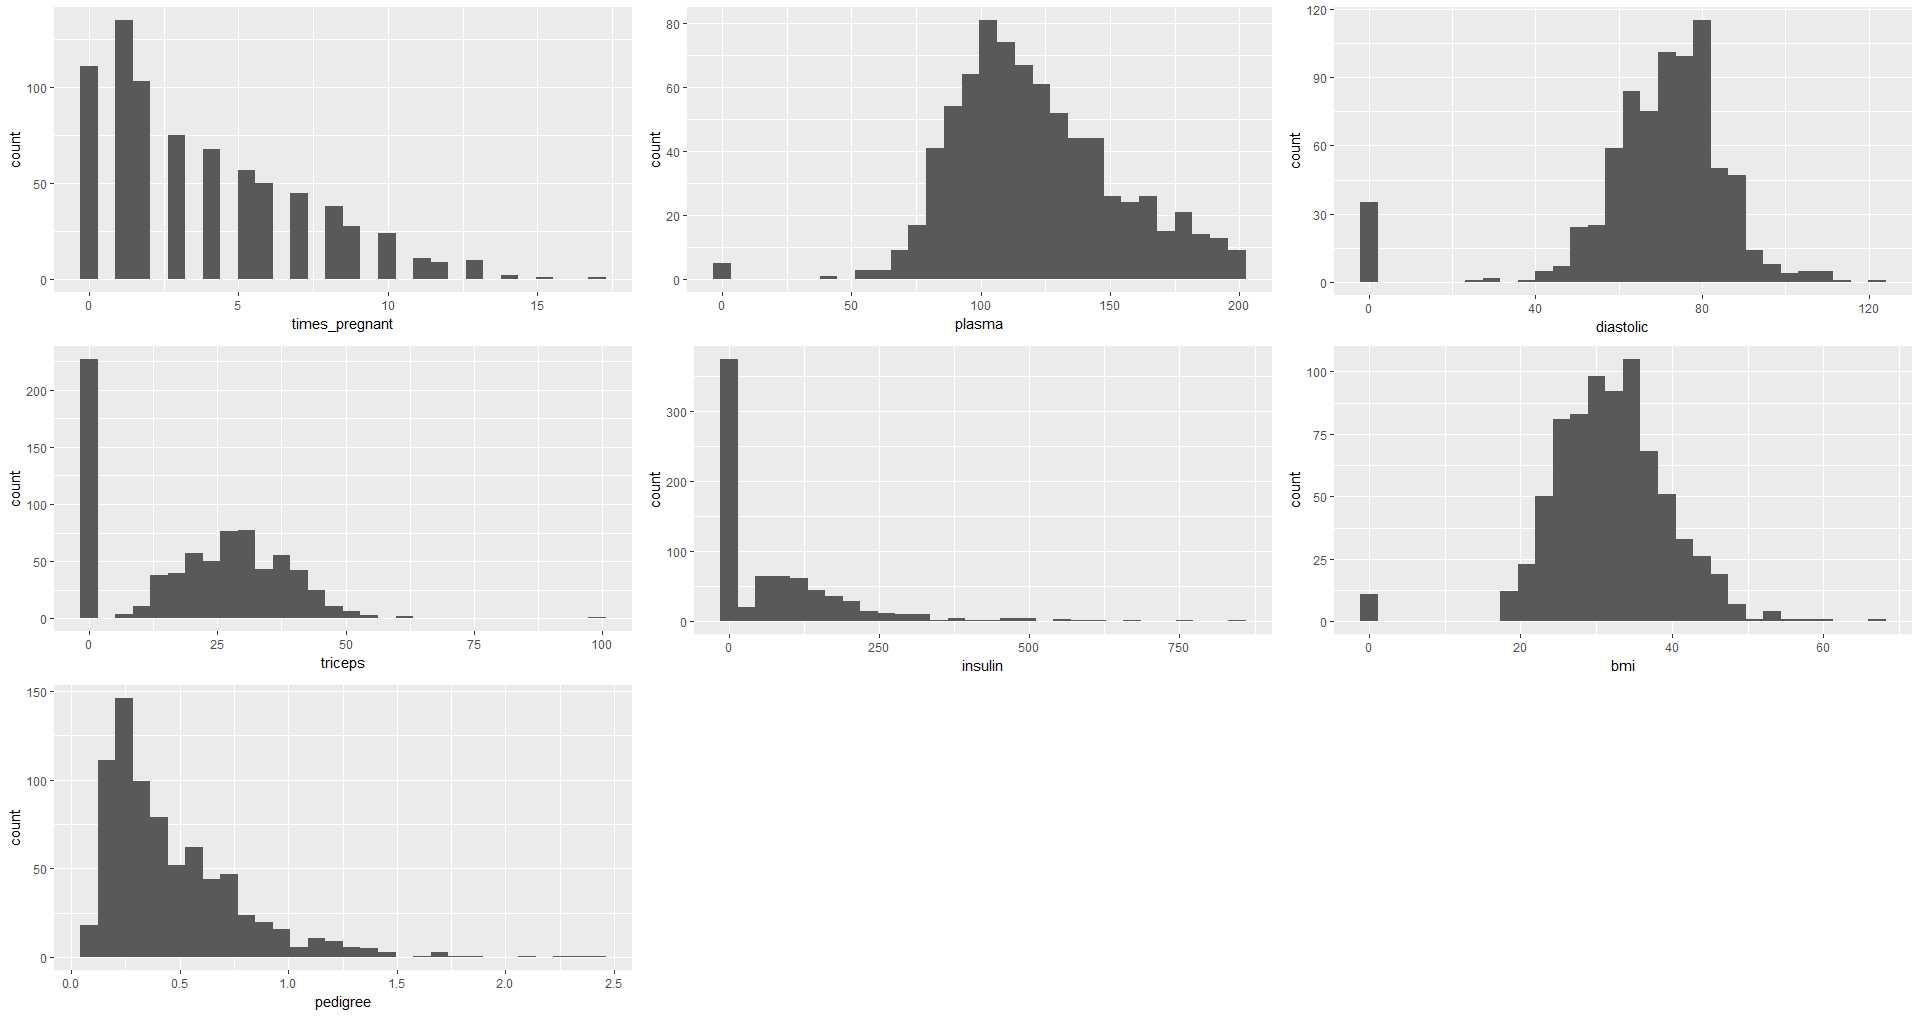 100
50
0
count
0 5 10 15
times_pregnant
80
60
40
20
0
count
0 50 100 150 200
plasma
120
90
60
30
0
count
0 40 80 120
diastolic
200
150
100
50
0
count
0 25 50 75 100
triceps
300
200
100
0
count
0 250 500 750
insulin
100
75
50
25
0
count
0 20 40 60
bmi
150
100
50
0
count
0.0 0.5 1.0 1.5 2.0 2.5
pedigree